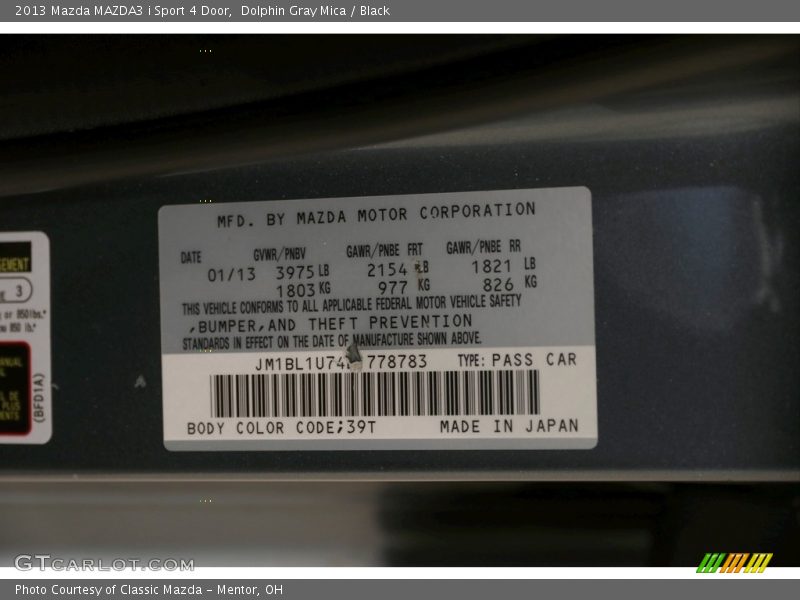 2013 Mazda MAZDA3 i Sport 4 Door,  Dolphin Gray Mica / Black
MFD. BY MAZDA MOTOR CORPORATION
DATE GVWR/PNBV GAWR/PNBE FRT GAWR/PNBE RR
01/13 3975 LB 2154 LB 1821 LB
1803 KG 977 KG 826 KG
THIS VEHICLE CONFORMS TO ALL APPLICABLE FEDERAL MOTOR VEHICLE SAFETY
,BUMPER,AND THEFT PREVENTION
STANDARDS IN EFFECT ON THE DATE OF MANUFACTURE SHOWN ABOVE.
778783 TYPE: PASS CAR
BODY COLOR CODE:39T MADE IN JAPAN
3
(BFD1A)
GTCARLOT.COM
Photo Courtesy of Classic Mazda - Mentor, OH